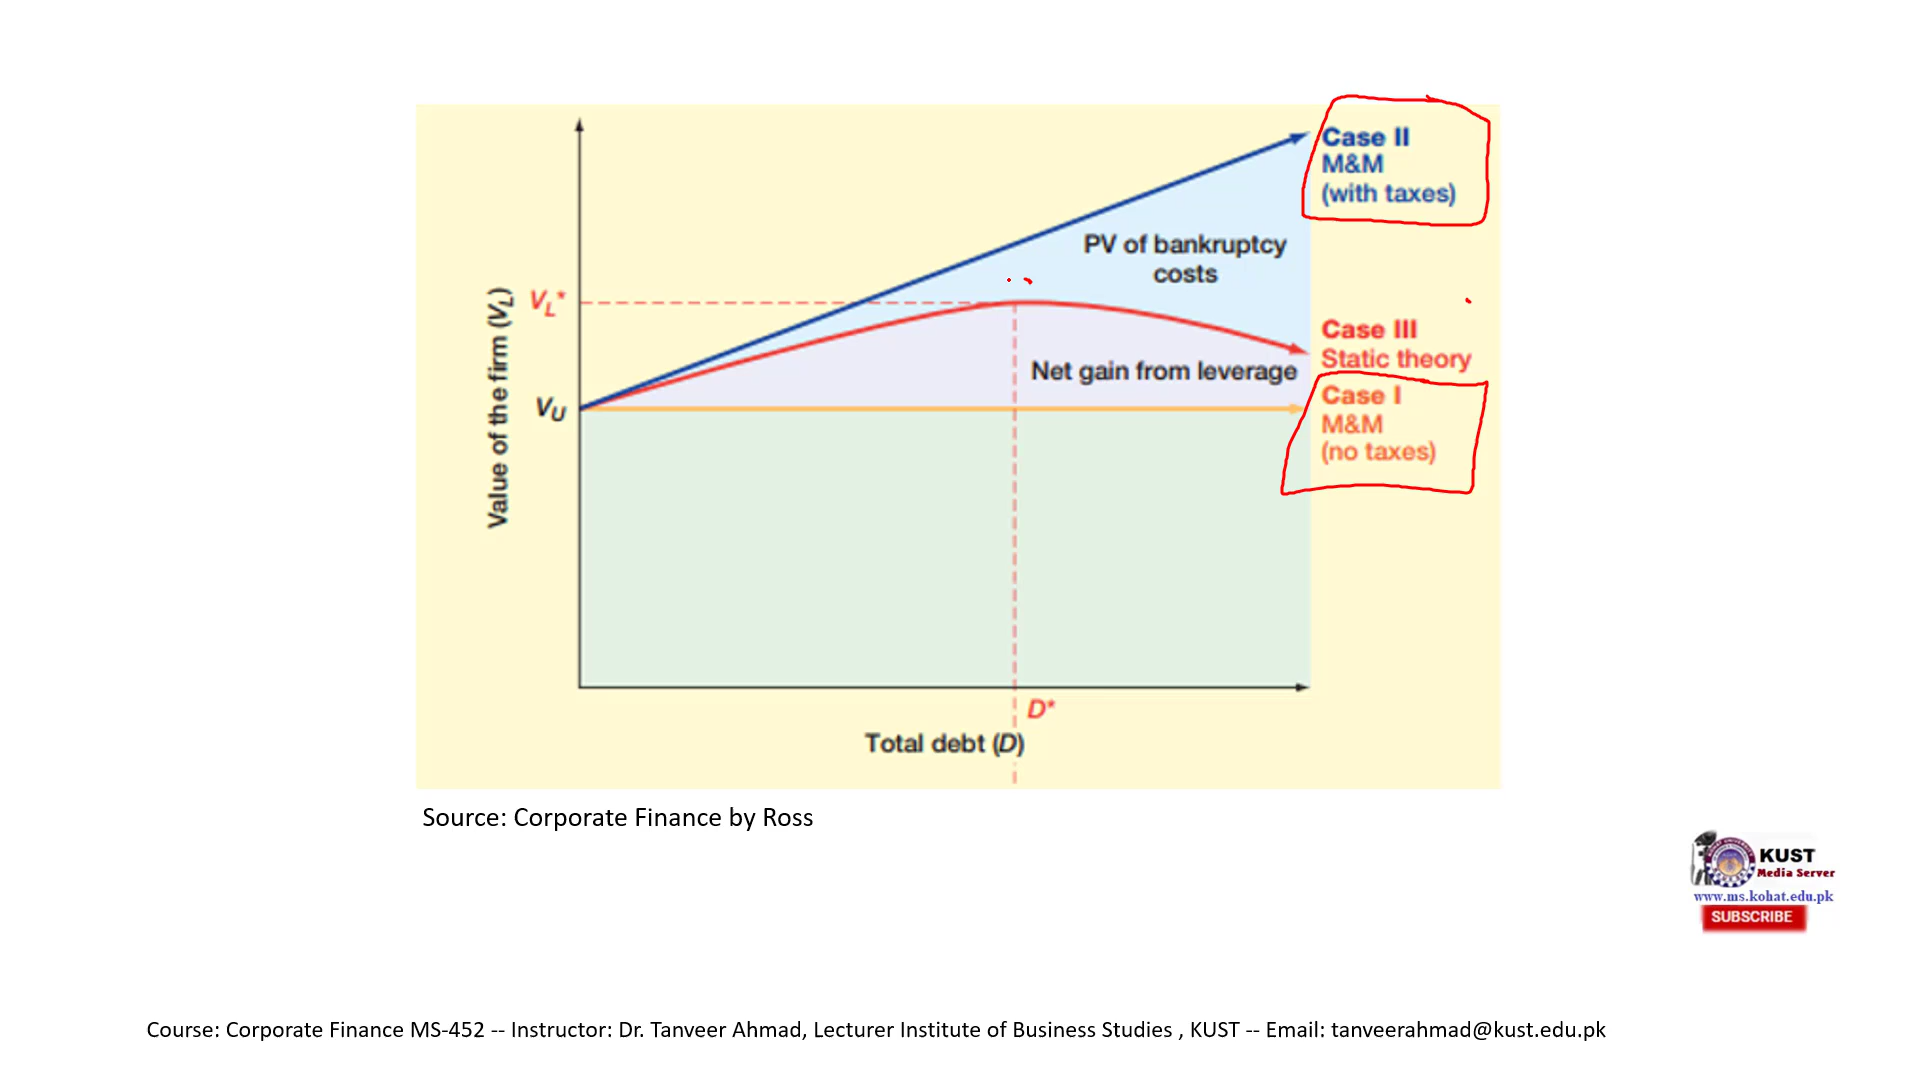 Case II
M&M
(with taxes)
PV of bankruptcy
costs
Value of the firm (VL)
VL*
Case III
Static theory
Net gain from leverage
VU
Case I
M&M
(no taxes)
D*
Total debt (D)
Source: Corporate Finance by Ross
KUST
Media Server
www.ms.kohat.edu.pk
SUBSCRIBE
Course: Corporate Finance MS-452 -- Instructor: Dr. Tanveer Ahmad, Lecturer Institute of Business Studies , KUST -- Email: tanveerahmad@kust.edu.pk